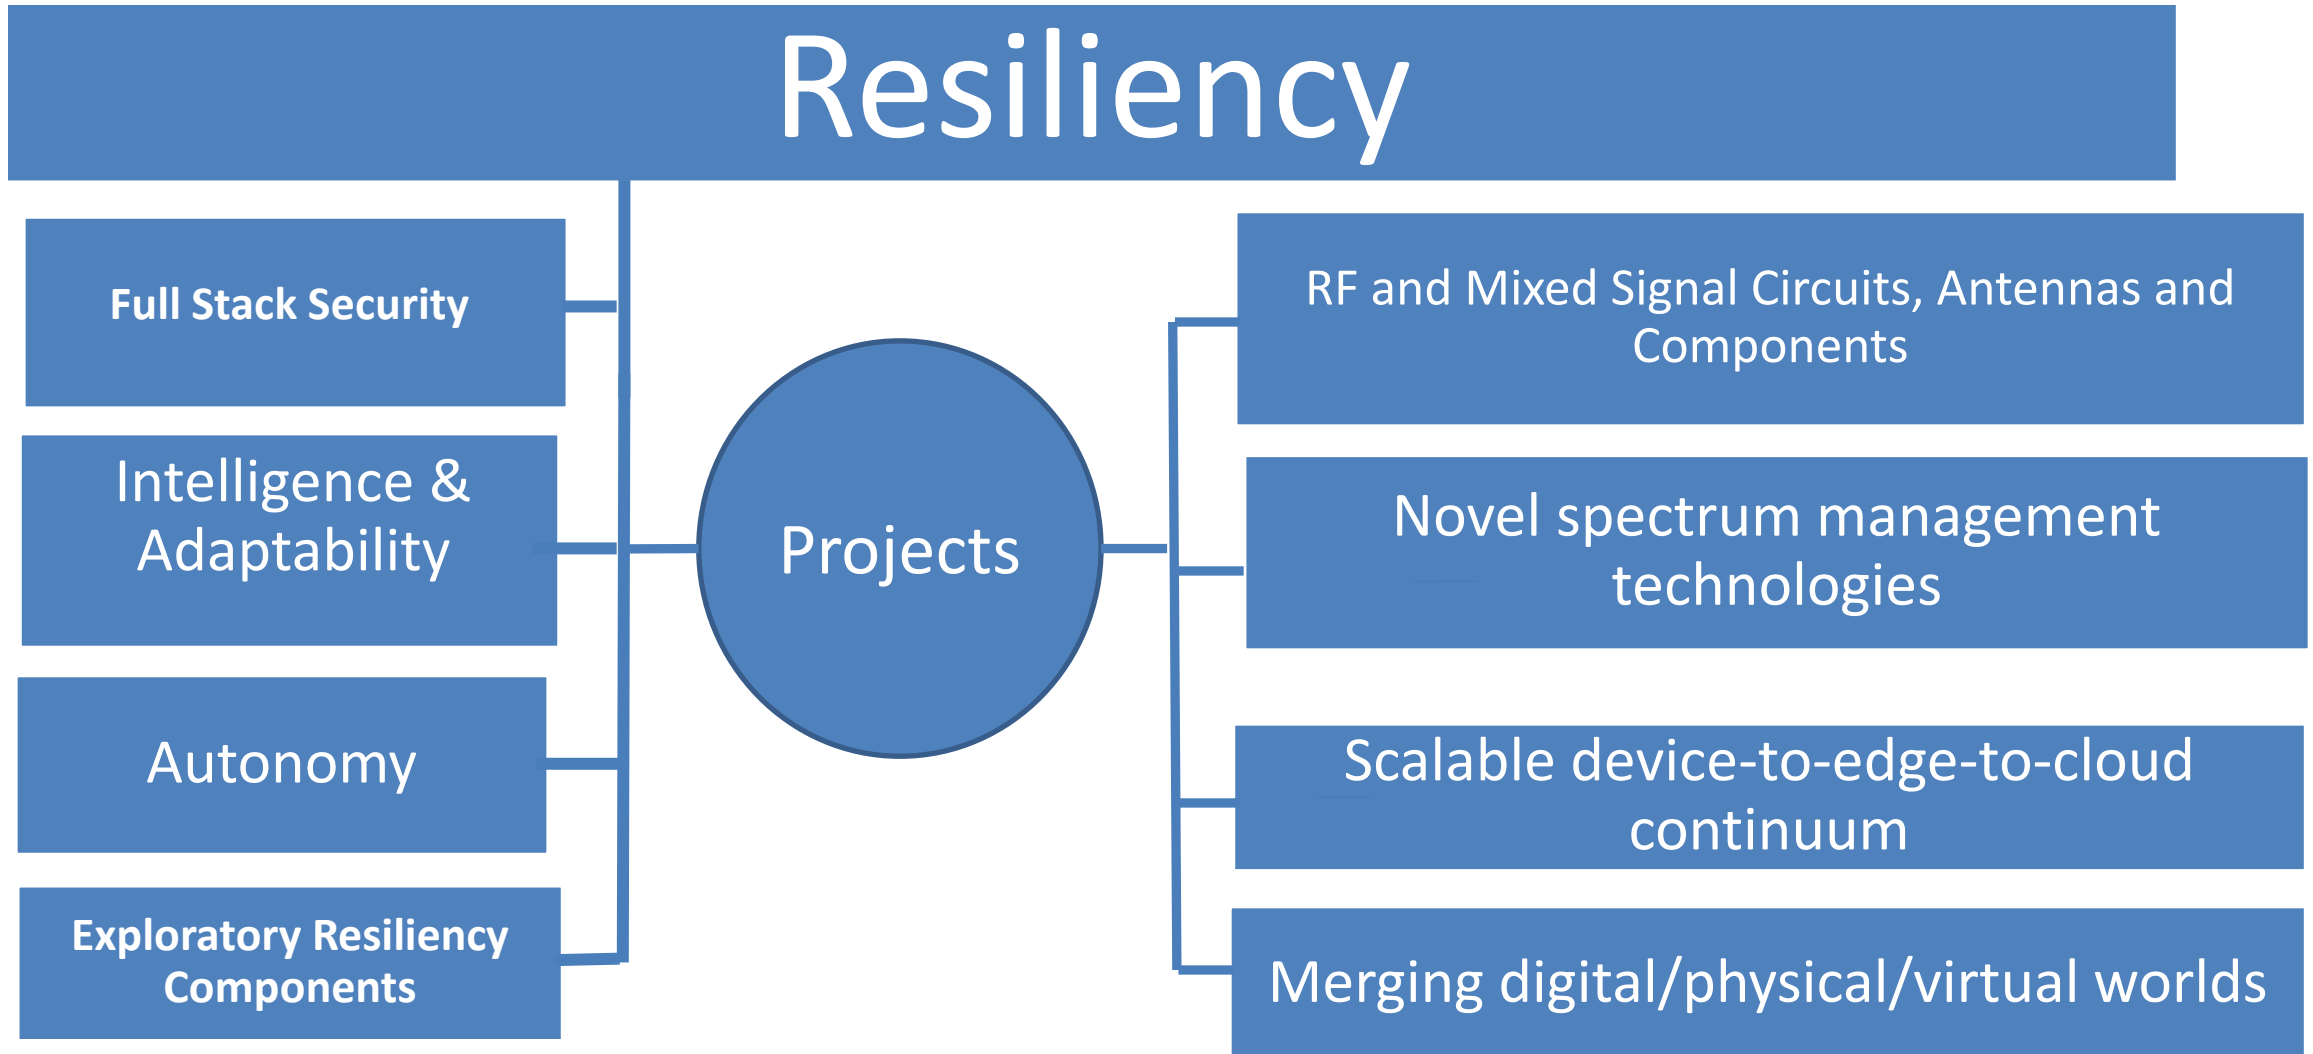 Resiliency
Full Stack Security
Intelligence &
Adaptability
Autonomy
Exploratory Resiliency
Components
Projects
RF and Mixed Signal Circuits, Antennas and
Components
Novel spectrum management
technologies
Scalable device-to-edge-to-cloud
continuum
Merging digital/physical/virtual worlds